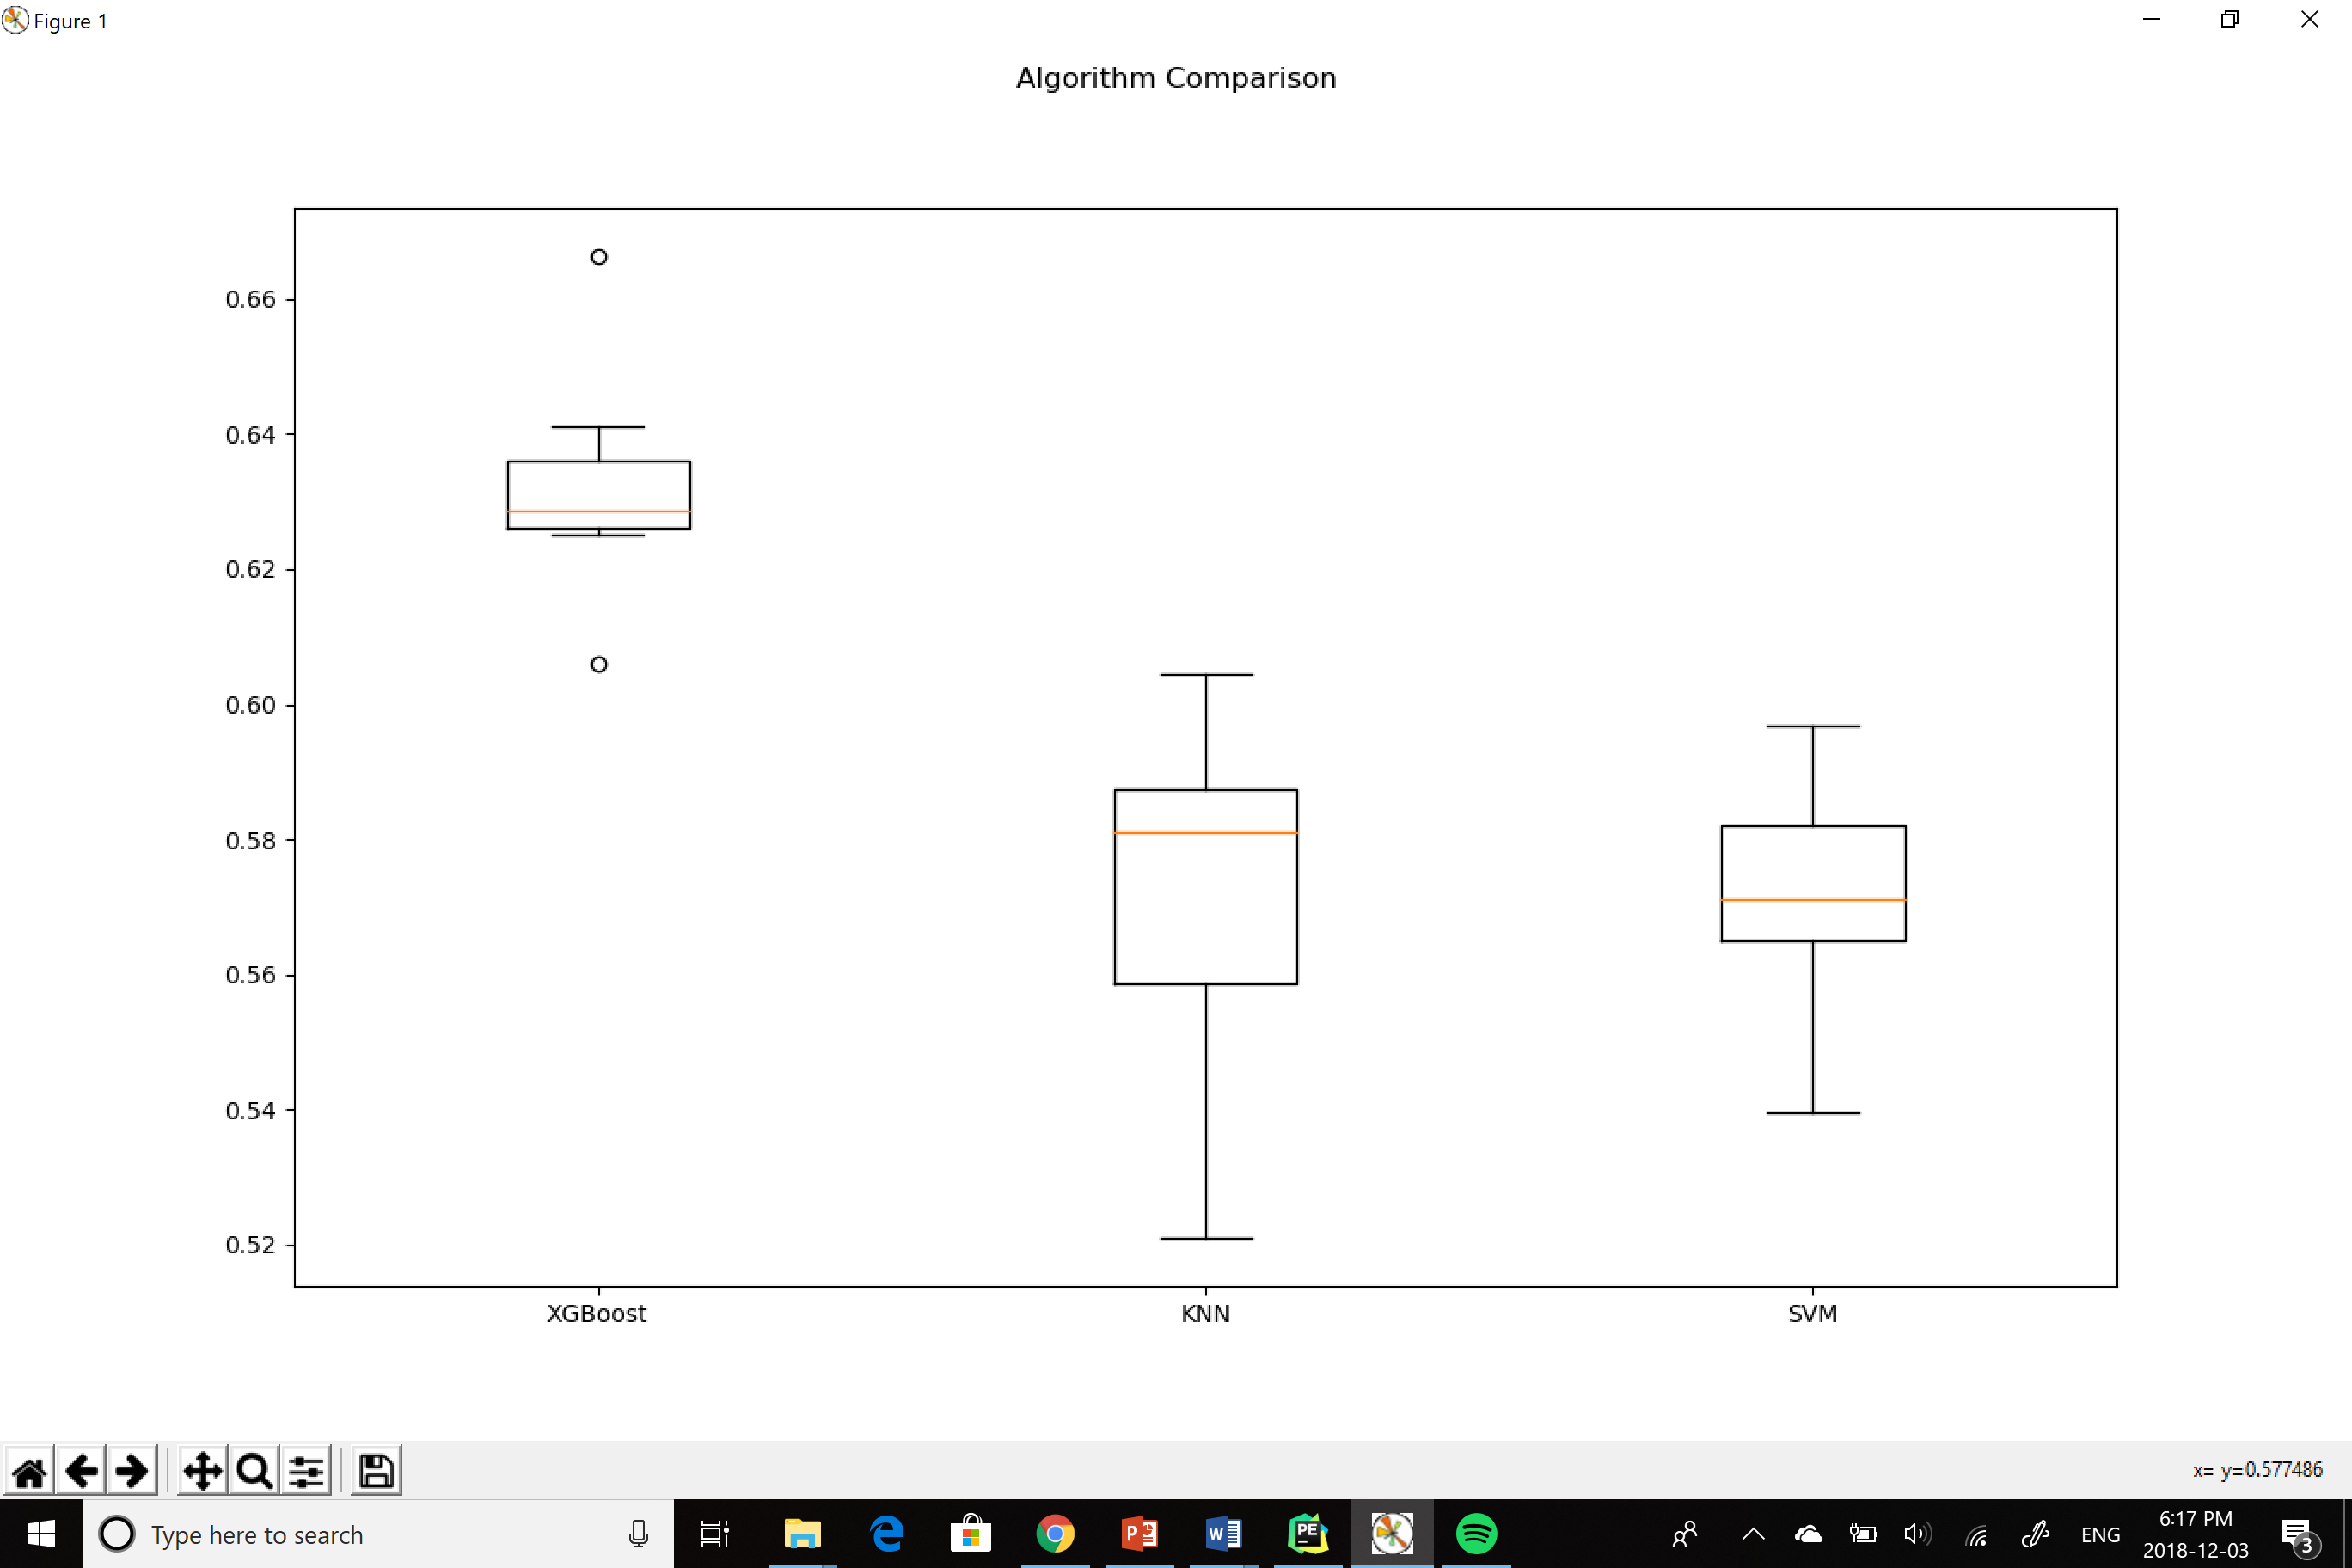 Figure 1
Algorithm Comparison
0.66
0.64
0.62
0.60
0.58
0.56
0.54
0.52
XGBoost
KNN
SVM
x= y=0.577486
Type here to search
P
W
PE
ENG
6:17 PM
2018-12-03
3